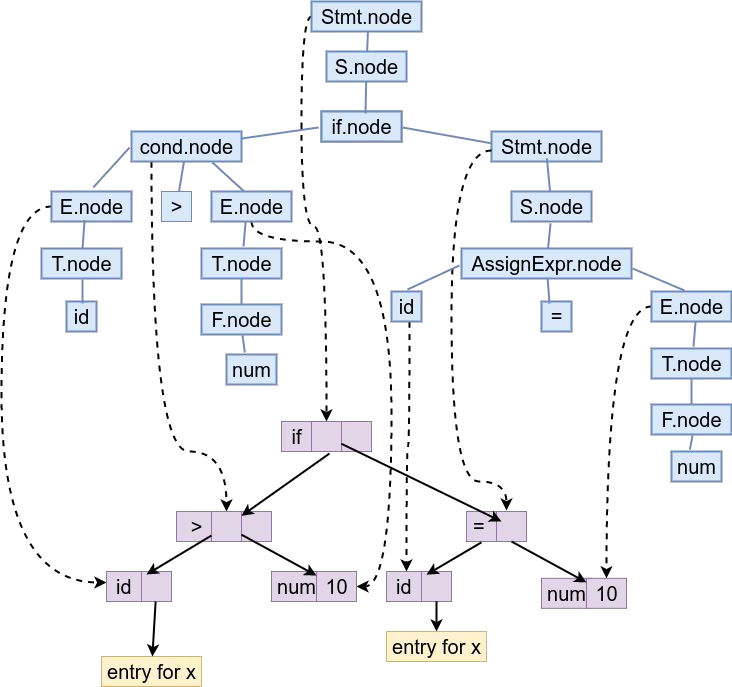 Stmt.node
S.node
if.node
cond.node
Stmt.node
E.node
>
E.node
S.node
T.node
T.node
AssignExpr.node
id
F.node
id
=
E.node
num
T.node
F.node
num
if
>
=
id
num 10
id
num 10
entry for x
entry for x